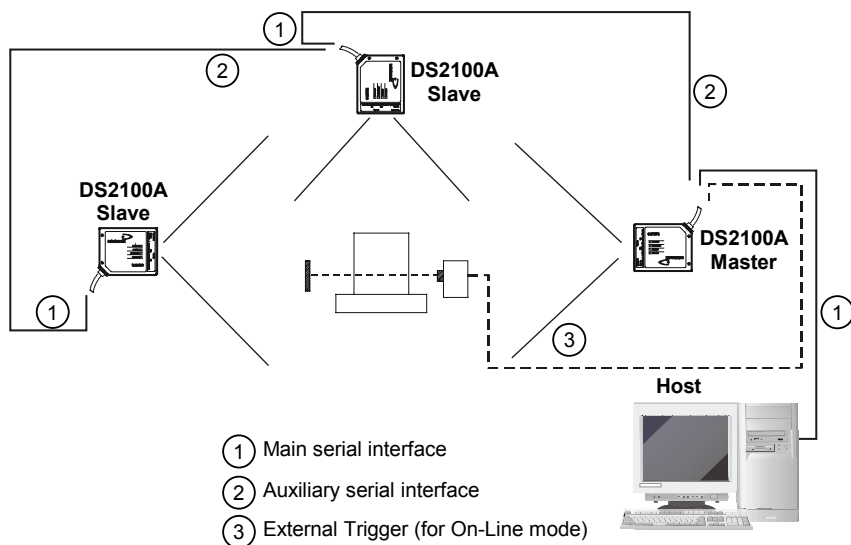 1
2
DS2100A
Slave
2
DS2100A
Slave
DS2100A
Master
1
1
3
Host
1 Main serial interface
2 Auxiliary serial interface
3 External Trigger (for On-Line mode)